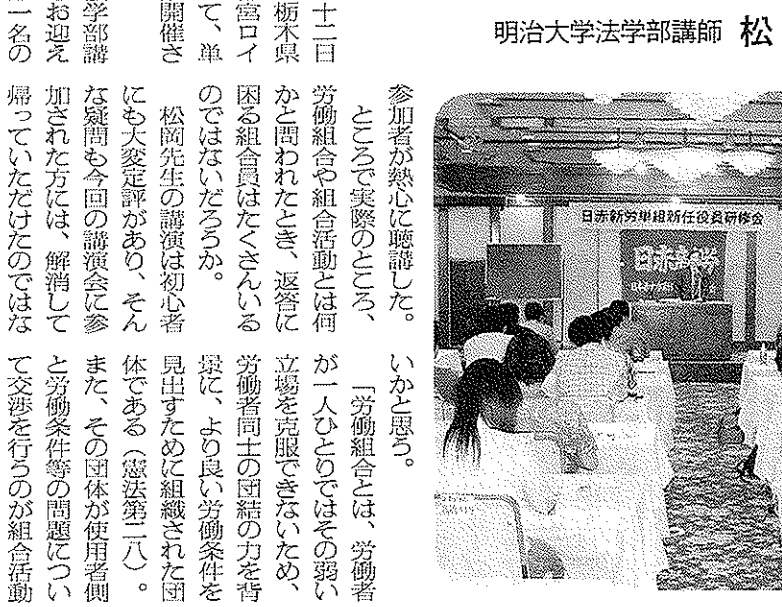 明治大学法学部講師 松
日赤新労単組新任役員研修会
日赤新労
十二日
栃木県
宮ロイ
て、単
開催さ
学部講
お迎え
一名の
参加者が熱心に聴講した。
ところで実際のところ、
労働組合や組合活動とは何
かと問われたとき、返答に
困る組合員はたくさんいる
のではないだろうか。
松岡先生の講演は初心者
にも大変定評があり、そん
な疑問も今回の講演会に参
加された方には、解消して
帰っていただけたのではな
いかと思う。
「労働組合とは、労働者
が一人ひとりではその弱い
立場を克服できないため、
労働者同士の団結の力を背
景に、より良い労働条件を
見出すために組織された団
体である（憲法第二八）。
また、その団体が使用者側
と労働条件等の問題につい
て交渉を行うのが組合活動